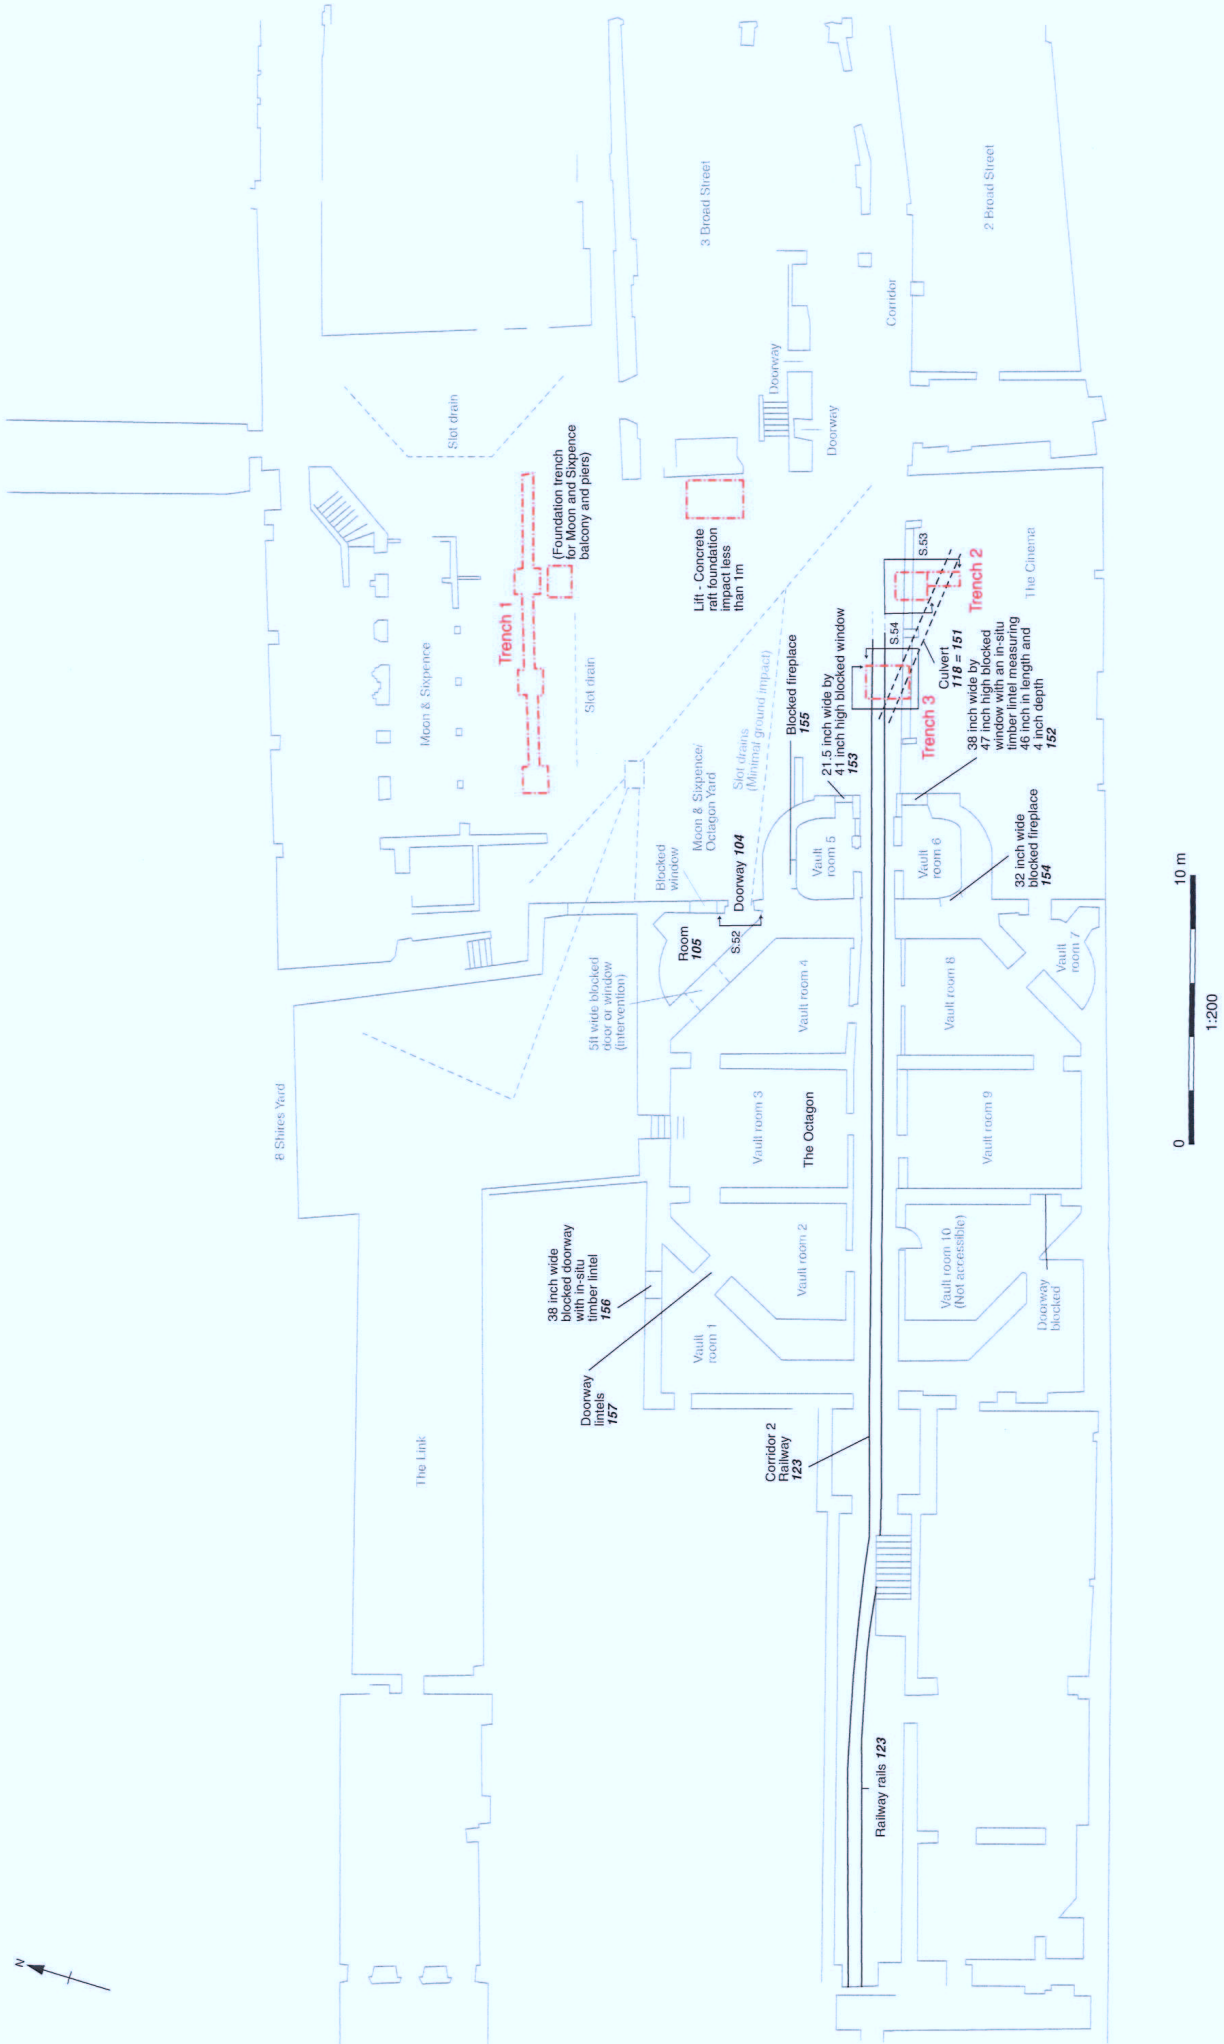 N
8 Shires Yard
The Link
Moon & Sixpence
Slot drain
Trench 1
(Foundation trench
for Moon and Sixpence
balcony and piers)
Slot drain
3 Broad Street
2 Broad Street
Corridor
Doorway
Doorway
Lift - Concrete
raft foundation
impact less
than 1m
Slot drains
(Minimal ground impact)
Moon & Sixpence/
Octagon Yard
Blocked
window
Doorway 104
Room
105
S.52
5ft wide blocked
door or window
(intervention)
Blocked fireplace
155
21.5 inch wide by
41 inch high blocked window
153
S.54
S.53
Trench 2
Trench 3
Culvert
118 = 151
The Cinema
38 inch wide by
47 inch high blocked
window with an in-situ
timber lintel measuring
46 inch in length and
4 inch depth
152
32 inch wide
blocked fireplace
154
Vault
room 5
Vault
room 6
Vault
room 7
Vault room 4
Vault room 8
Vault room 3
The Octagon
Vault room 9
Vault room 2
Vault room 10
(Not accessible)
Doorway
blocked
Vault
room 1
38 inch wide
blocked doorway
with in-situ
timber lintel
156
Doorway
lintels
157
Corridor 2
Railway
123
Railway rails 123
0
10 m
1:200